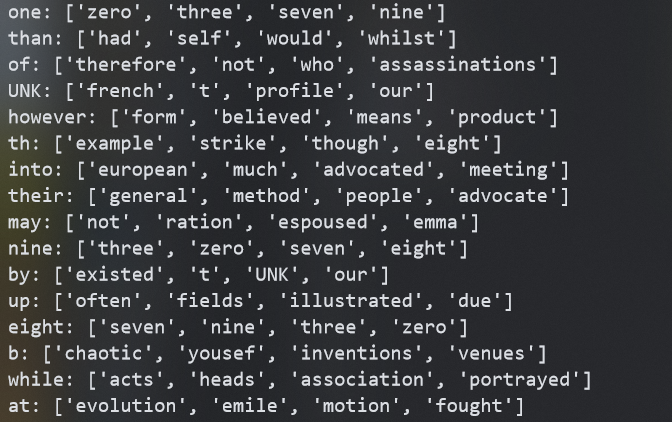 one: ['zero', 'three', 'seven', 'nine']
than: ['had', 'self', 'would', 'whilst']
of: ['therefore', 'not', 'who', 'assassinations']
UNK: ['french', 't', 'profile', 'our']
however: ['form', 'believed', 'means', 'product']
th: ['example', 'strike', 'though', 'eight']
into: ['european', 'much', 'advocated', 'meeting']
their: ['general', 'method', 'people', 'advocate']
may: ['not', 'ration', 'espoused', 'emma']
nine: ['three', 'zero', 'seven', 'eight']
by: ['existed', 't', 'UNK', 'our']
up: ['often', 'fields', 'illustrated', 'due']
eight: ['seven', 'nine', 'three', 'zero']
b: ['chaotic', 'yousef', 'inventions', 'venues']
while: ['acts', 'heads', 'association', 'portrayed']
at: ['evolution', 'emile', 'motion', 'fought']